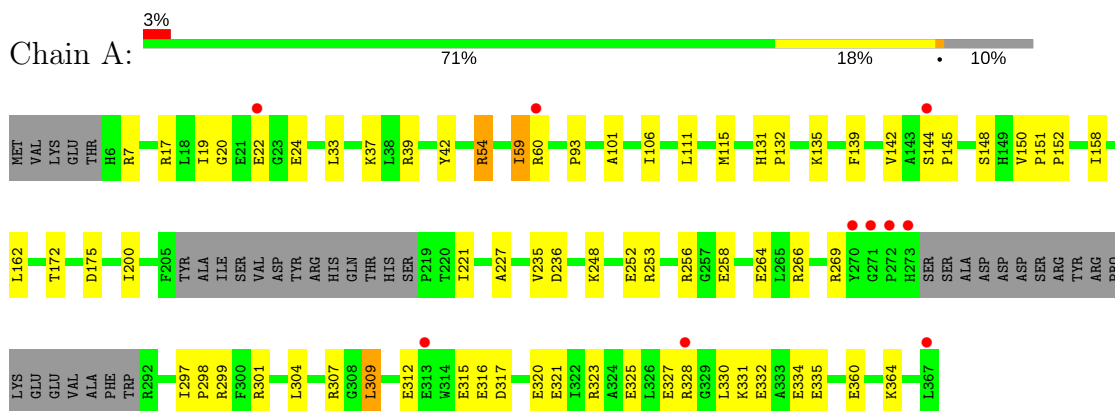 3%
Chain A:
71% 18% • 10%
MET VAL LYS GLU THR H6 R7 R17 L18 I19 G20 E21 E22 G23 E24 L33 K37 L38 R39 Y42 R54 I59 R60 P93 A101 I106 L111 M115 H131 P132 K135 F139 V142 A143 S144 P145 S148 H149 V150 P151 P152 I158
L162 T172 D175 I200 F205 TYR ALA ILE SER VAL ASP TYR ARG HIS GLN THR HIS SER P219 T220 I221 A227 V235 D236 K248 E252 R253 R256 G257 E258 E264 L265 R266 R269 Y270 G271 P272 H273 SER SER ALA ASP ASP ASP SER ARG TYR ARG PRO
LYS GLU GLU VAL ALA PHE TRP R292 I297 P298 R299 F300 R301 L304 R307 G308 L309 E312 E313 W314 E315 E316 D317 E320 E321 I322 R323 A324 E325 L326 E327 R328 G329 L330 K331 E332 A333 E334 E335 E360 K364 L367